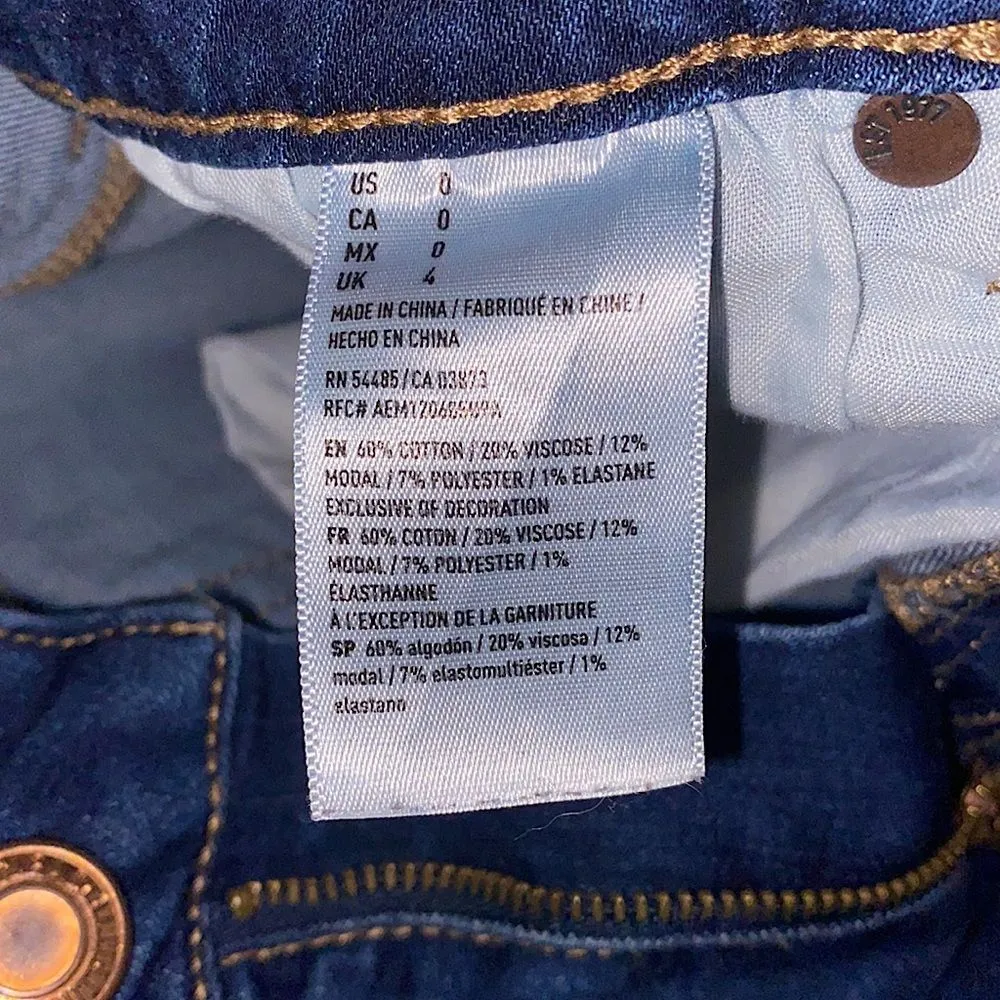 US 0
CA 0
MX 0
UK 4
MADE IN CHINA / FABRIQUÉ EN CHINE /
HECHO EN CHINA
RN 54485 / CA 03873
RFC#
EN 60% COTTON / 20% VISCOSE / 12%
MODAL / 7% POLYESTER / 1% ELASTANE
EXCLUSIVE OF DECORATION
FR 60% COTON / 20% VISCOSE / 12%
MODAL / 7% POLYESTER / 1%
ÉLASTHANNE
À L'EXCEPTION DE LA GARNITURE
SP 60% algodón / 20% viscosa / 12%
modal / 7% elastomultiéster / 1%
elastano
1977